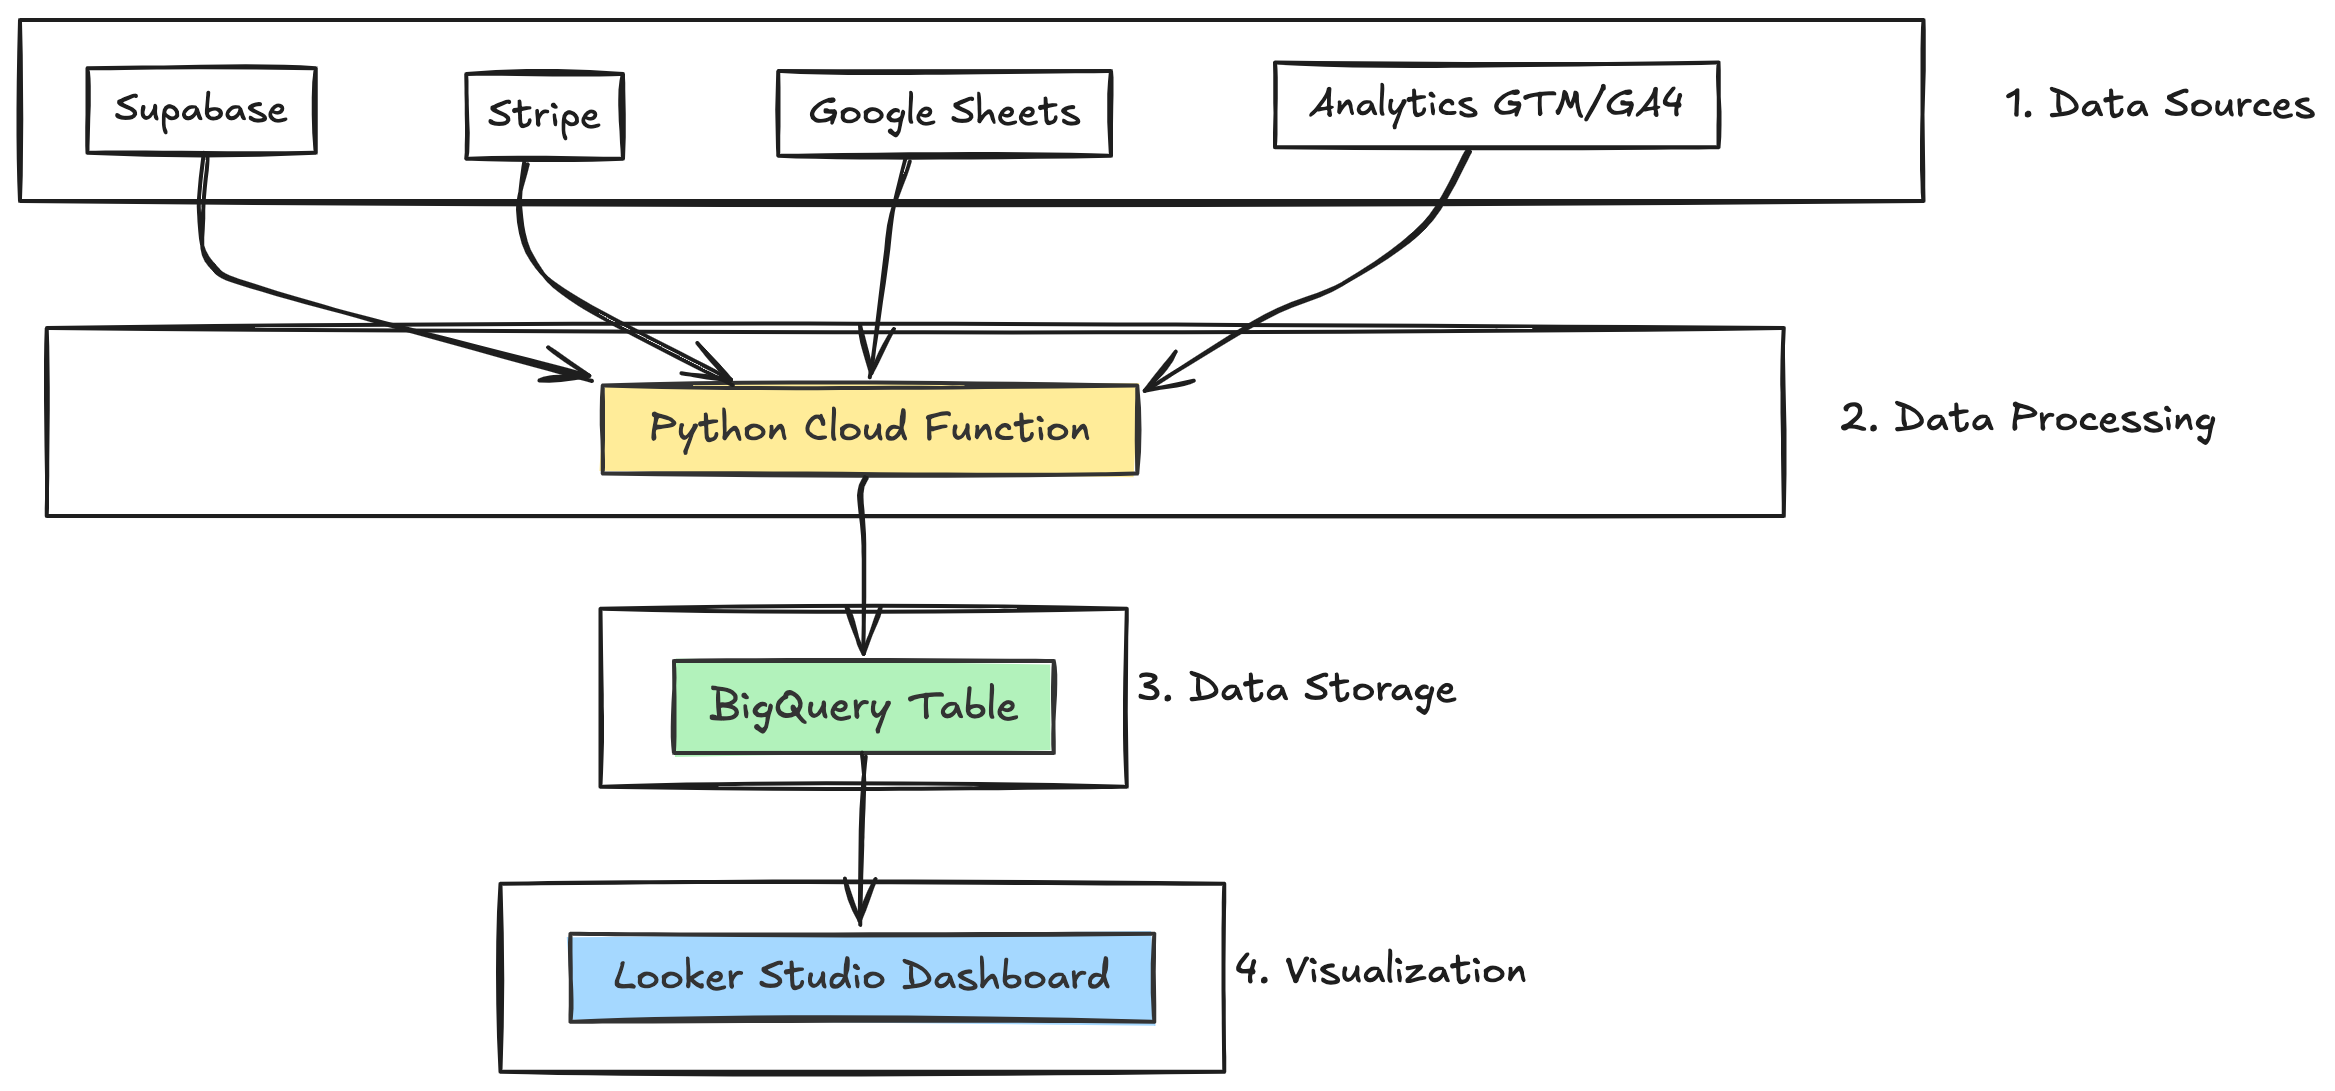 Supabase
Stripe
Google Sheets
Analytics GTM/GA4
1. Data Sources
Python Cloud Function
2. Data Processing
BigQuery Table
3. Data Storage
Looker Studio Dashboard
4. Visualization